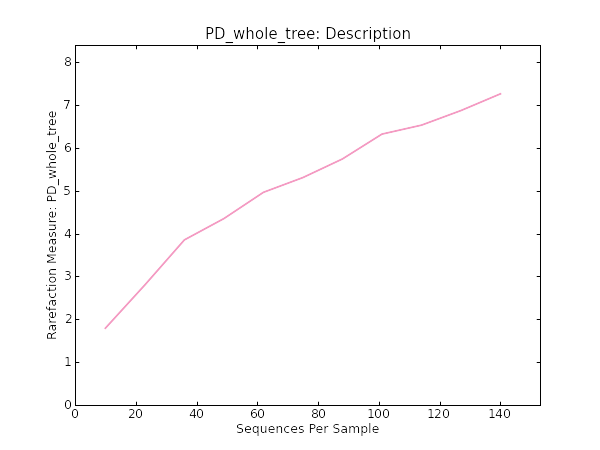 PD_whole_tree: Description
8
7
6
5
4
3
2
1
0
Rarefaction Measure: PD_whole_tree
0 20 40 60 80 100 120 140
Sequences Per Sample